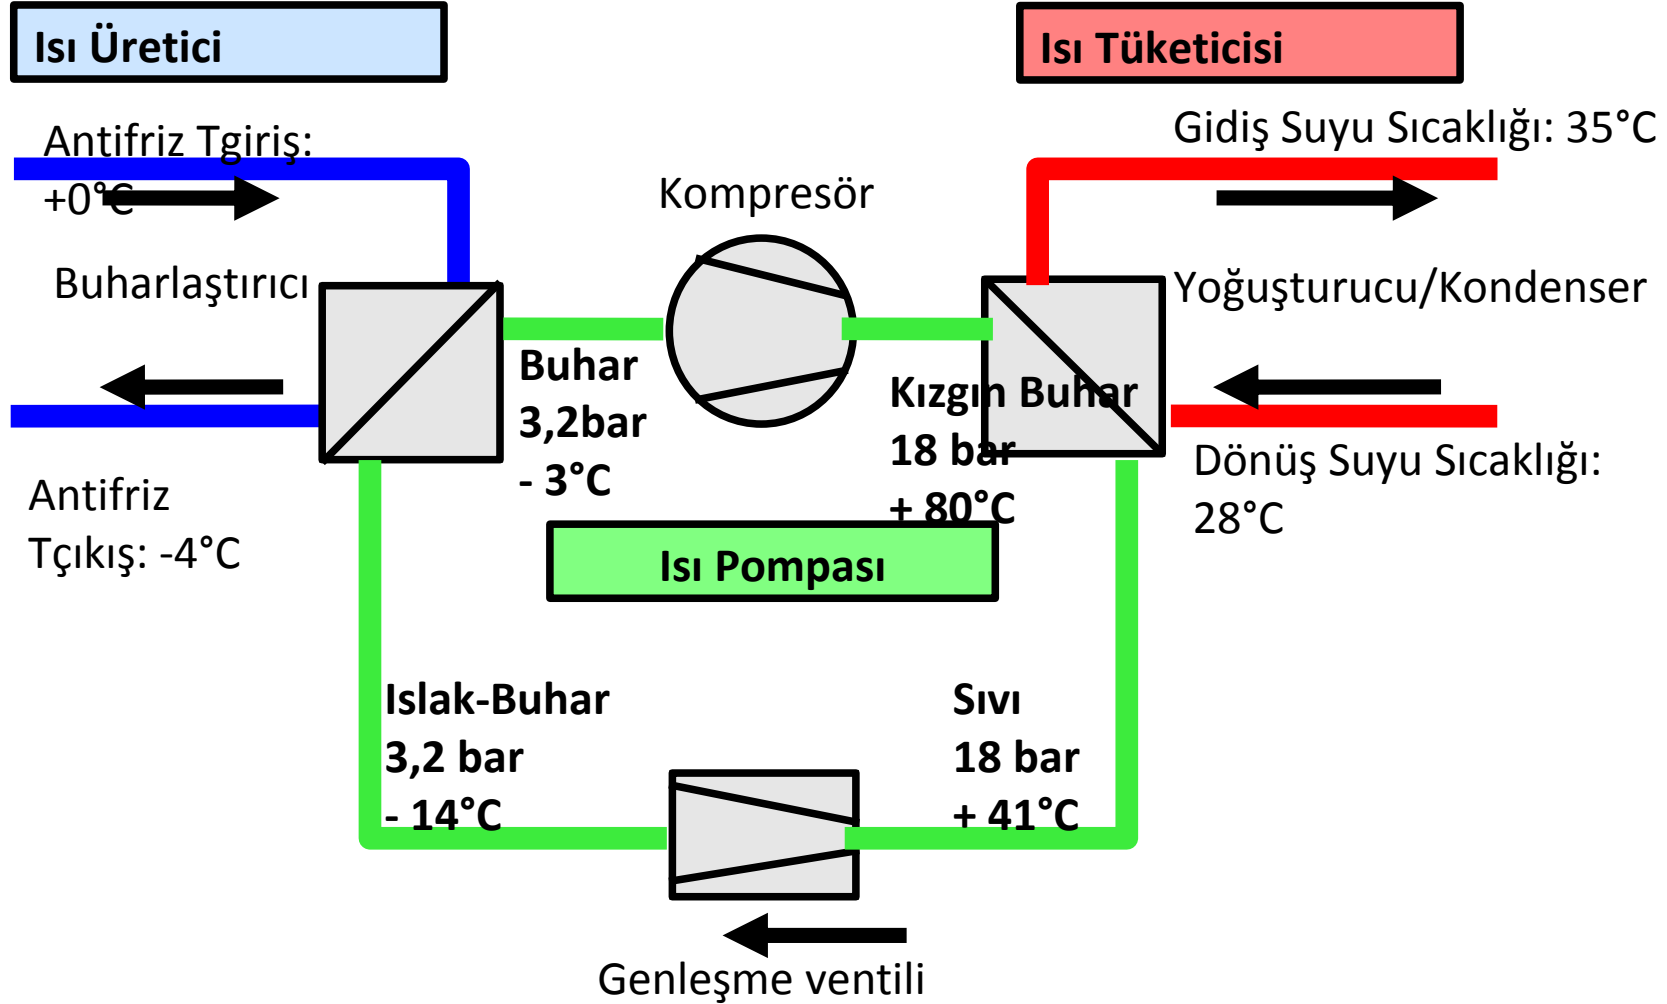 Isı Üretici
Isı Tüketicisi
Antifriz Tgiriş:
+0°C
Gidiş Suyu Sıcaklığı: 35°C
Kompresör
Buharlaştırıcı
Yoğuşturucu/Kondenser
Buhar
3,2bar
- 3°C
Kızgın Buhar
18 bar
+ 80°C
Antifriz
Tçıkış: -4°C
Dönüş Suyu Sıcaklığı:
28°C
Isı Pompası
Islak-Buhar
3,2 bar
- 14°C
Sıvı
18 bar
+ 41°C
Genleşme ventili